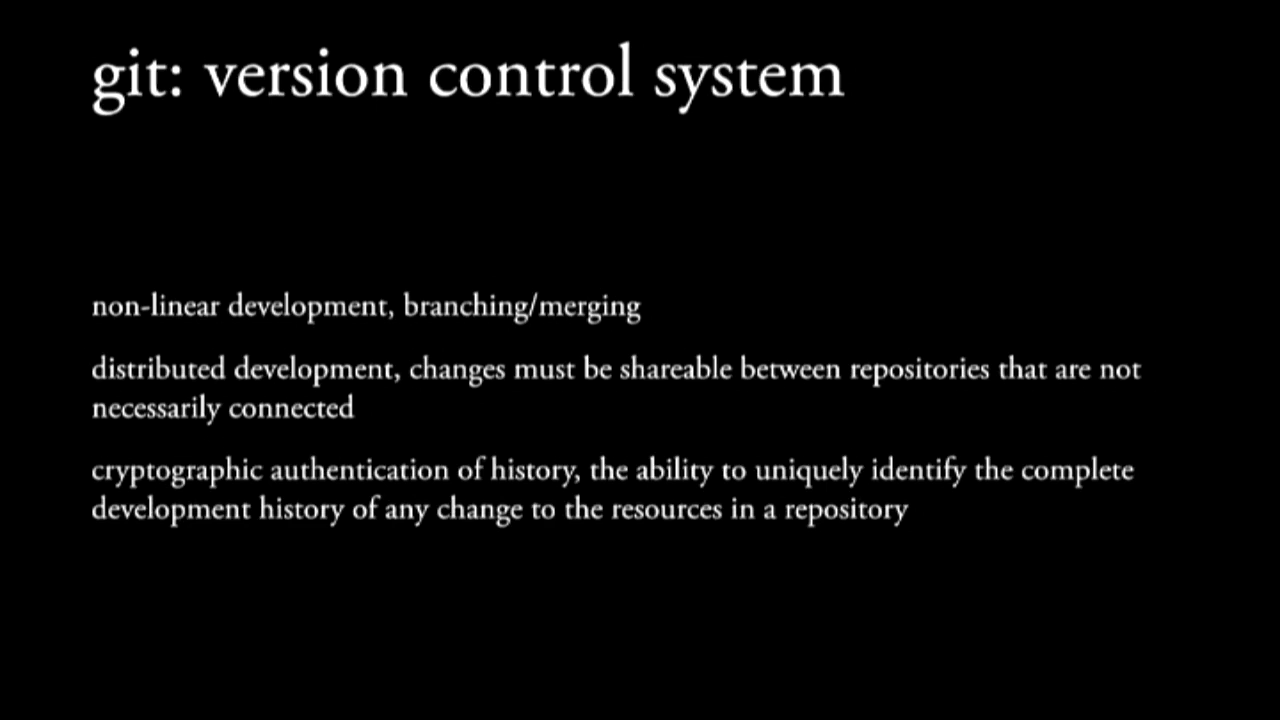 git: version control system
non-linear development, branching/merging
distributed development, changes must be shareable between repositories that are not
necessarily connected
cryptographic authentication of history, the ability to uniquely identify the complete
development history of any change to the resources in a repository